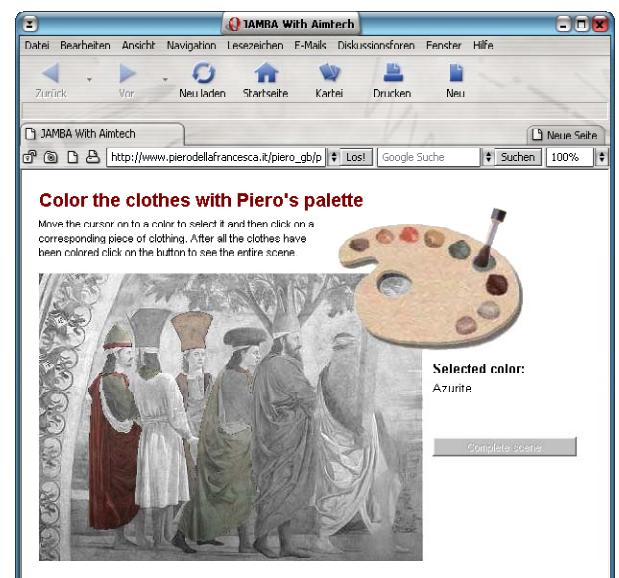 JAMBA With Aimtech
Datei Bearbeiten Ansicht Navigation Lesezeichen E-Mails Diskussionsforen Fenster Hilfe
Zurück Vor Neu laden Startseite Kartei Drucken Neu
JAMBA With Aimtech Neue Seite
http://www.pierodellafrancesca.it/piero_gb/p Los! Google Suche Suchen 100%
Color the clothes with Piero's palette
Move the cursor on to a color to select it and then click on a
corresponding piece of clothing. After all the clothes have
been colored click on the button to see the entire scene.
Selected color:
Azurite
Complete scene